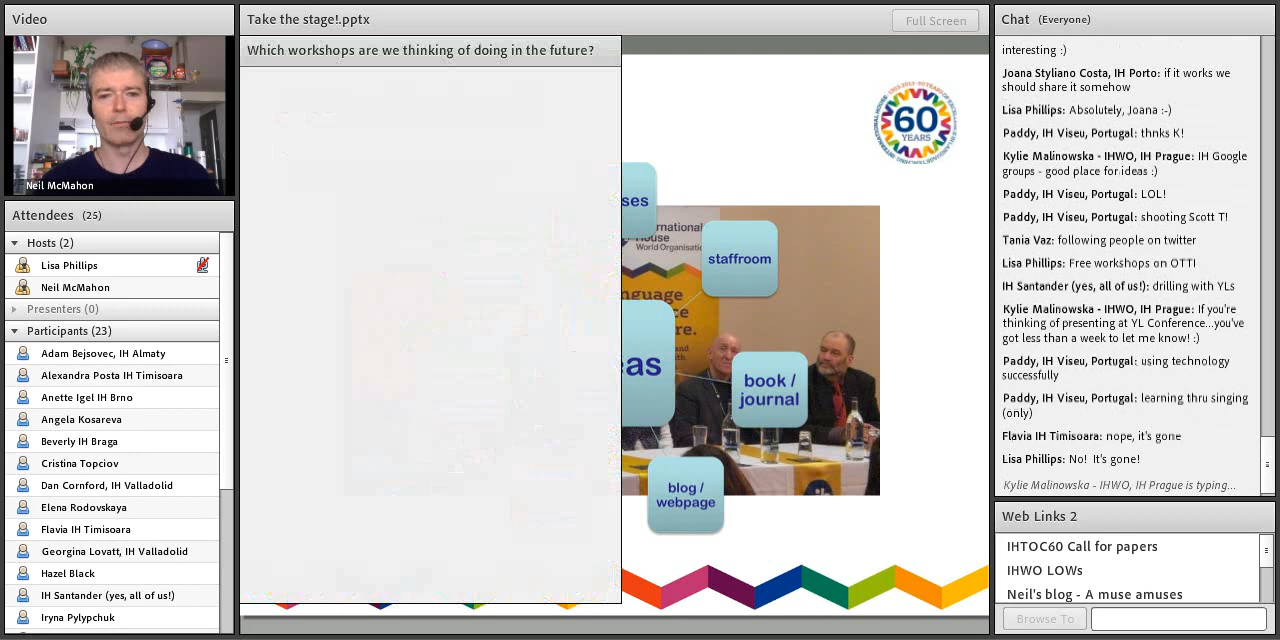 Video
Neil McMahon
Attendees (25)
Hosts (2)
Lisa Phillips
Neil McMahon
Presenters (0)
Participants (23)
Adam Bejsovec, IH Almaty
Alexandra Posta IH Timisoara
Anette Igel IH Brno
Angela Kosareva
Beverly IH Braga
Cristina Topciov
Dan Cornford, IH Valladolid
Elena Rodovskaya
Flavia IH Timisoara
Georgina Lovatt, IH Valladolid
Hazel Black
IH Santander (yes, all of us!)
Iryna Pylypchuk
Take the stage!.pptx
Full Screen
Which workshops are we thinking of doing in the future?
60
YEARS
ses
rnational
House
World Organisatio
staffroom
nguage
ce
re.
as
book /
journal
blog /
webpage
Chat (Everyone)
interesting :)
Joana Styliano Costa, IH Porto: if it works we
should share it somehow
Lisa Phillips: Absolutely, Joana :-)
Paddy, IH Viseu, Portugal: thnks K!
Kylie Malinowska - IHWO, IH Prague: IH Google
groups - good place for ideas :)
Paddy, IH Viseu, Portugal: LOL!
Paddy, IH Viseu, Portugal: shooting Scott T!
Tania Vaz: following people on twitter
Lisa Phillips: Free workshops on OTTI
IH Santander (yes, all of us!): drilling with YLs
Kylie Malinowska - IHWO, IH Prague: If you're
thinking of presenting at YL Conference...you've
got less than a week to let me know! :)
Paddy, IH Viseu, Portugal: using technology
successfully
Paddy, IH Viseu, Portugal: learning thru singing
(only)
Flavia IH Timisoara: nope, it's gone
Lisa Phillips: No! It's gone!
Kylie Malinowska - IHWO, IH Prague is typing...
Web Links 2
IHTOC60 Call for papers
IHWO LOWs
Neil's blog - A muse amuses
Browse To